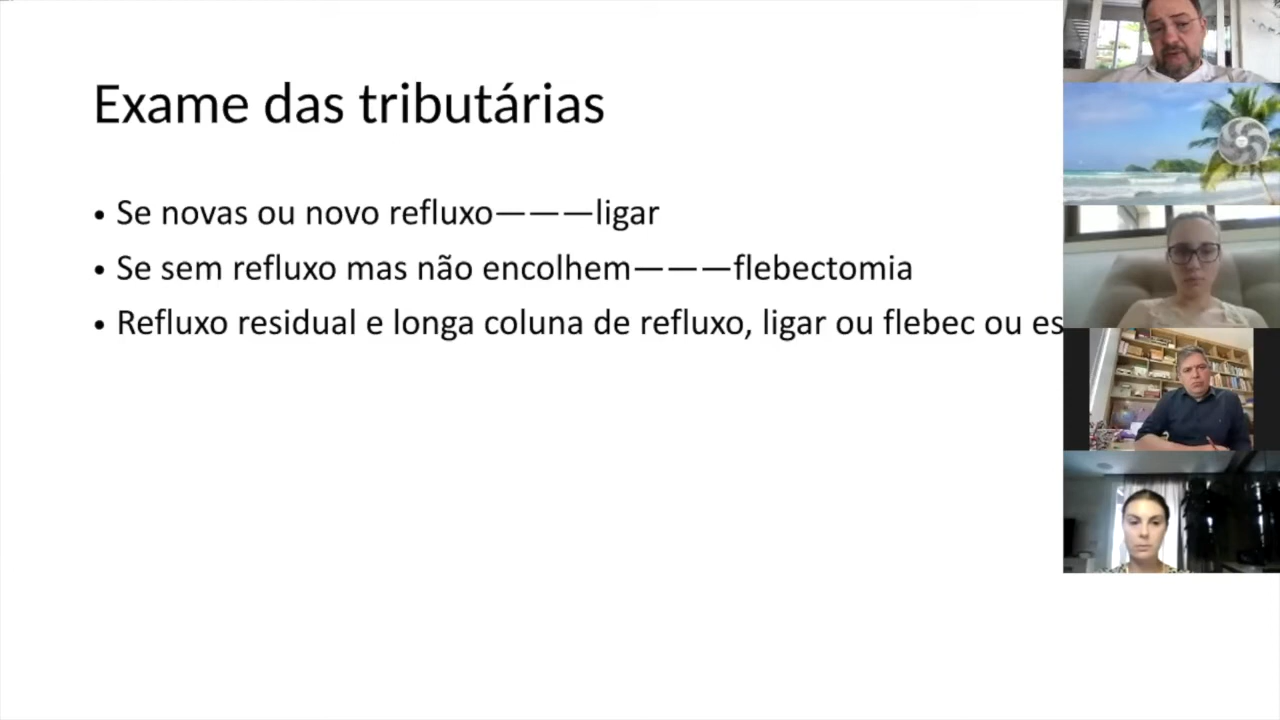 Exame das tributárias
• Se novas ou novo refluxo———ligar
• Se sem refluxo mas não encolhem———flebectomia
• Refluxo residual e longa coluna de refluxo, ligar ou flebec ou es